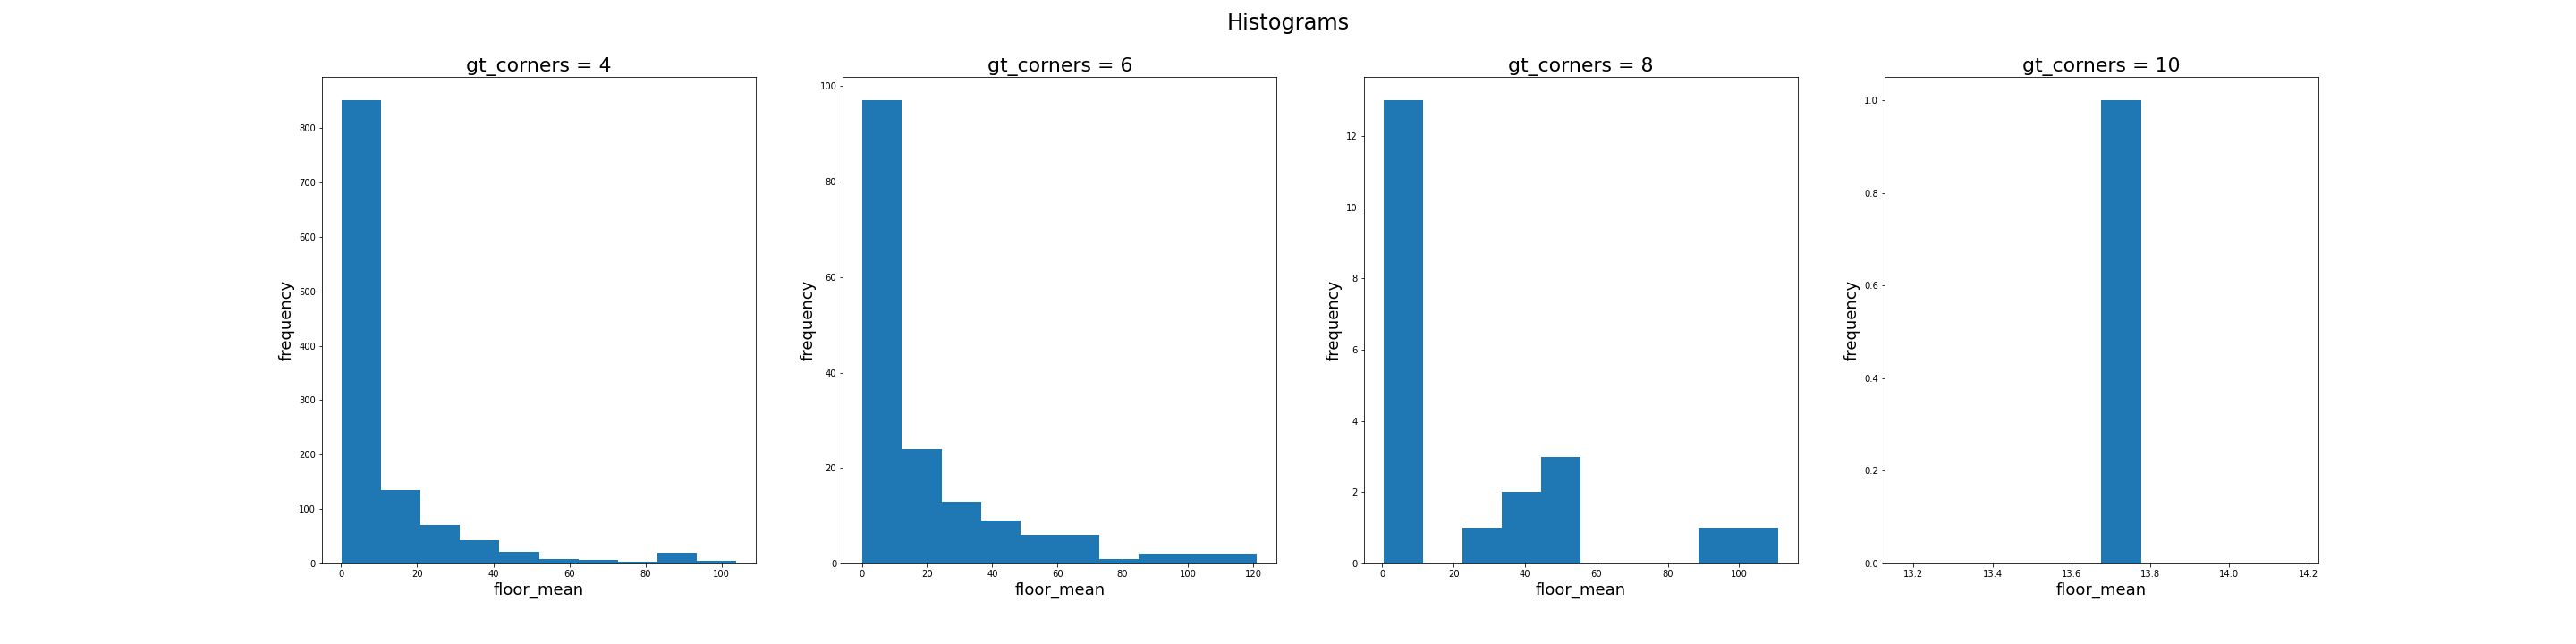 Histograms
gt_corners = 4
frequency
800
700
600
500
400
300
200
100
0
0 20 40 60 80 100
floor_mean
gt_corners = 6
frequency
100
80
60
40
20
0
0 20 40 60 80 100 120
floor_mean
gt_corners = 8
frequency
12
10
8
6
4
2
0
0 20 40 60 80 100
floor_mean
gt_corners = 10
frequency
1.0
0.8
0.6
0.4
0.2
0.0
13.2 13.4 13.6 13.8 14.0 14.2
floor_mean